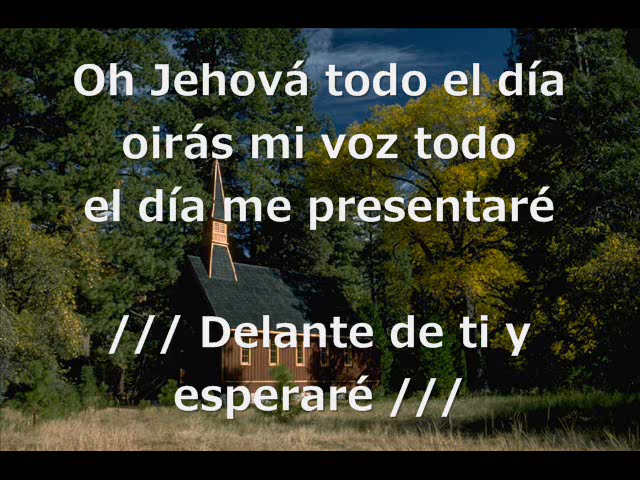 Oh Jehová todo el día
oirás mi voz todo
el día me presentaré
/// Delante de ti y
esperaré ///